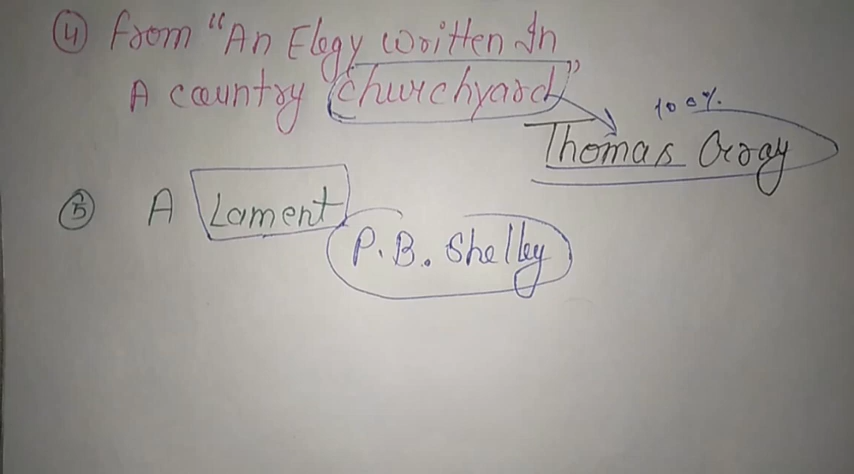 ④ From "An Elegy Written In
A country churchyard"
100%
Thomas Gray
⑤ A Lament
P.B. Shelley